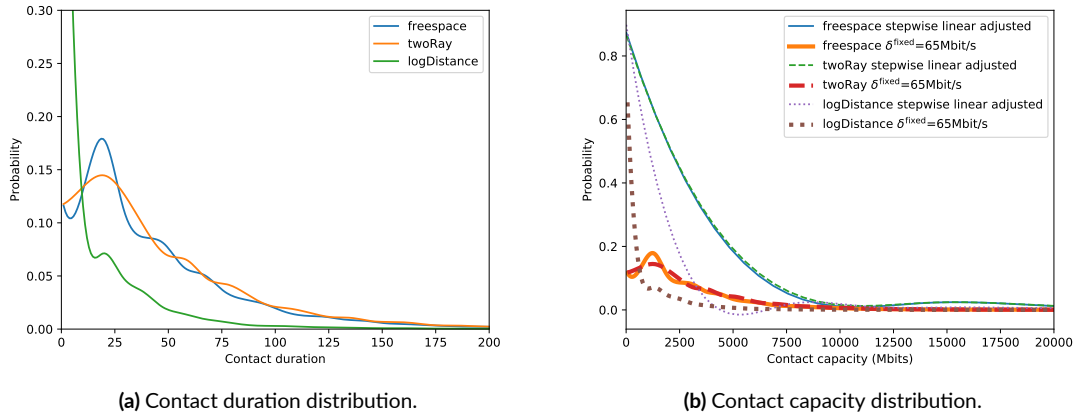 0.30
0.25
0.20
0.15
0.10
0.05
0.00
Probability
0
25
50
75
100
125
150
175
200
Contact duration
freespace
twoRay
logDistance
(a) Contact duration distribution.
0.8
0.6
0.4
0.2
0.0
Probability
0
2500
5000
7500
10000
12500
15000
17500
20000
Contact capacity (Mbits)
freespace stepwise linear adjusted
freespace δ^fixed=65Mbit/s
twoRay stepwise linear adjusted
twoRay δ^fixed=65Mbit/s
logDistance stepwise linear adjusted
logDistance δ^fixed=65Mbit/s
(b) Contact capacity distribution.